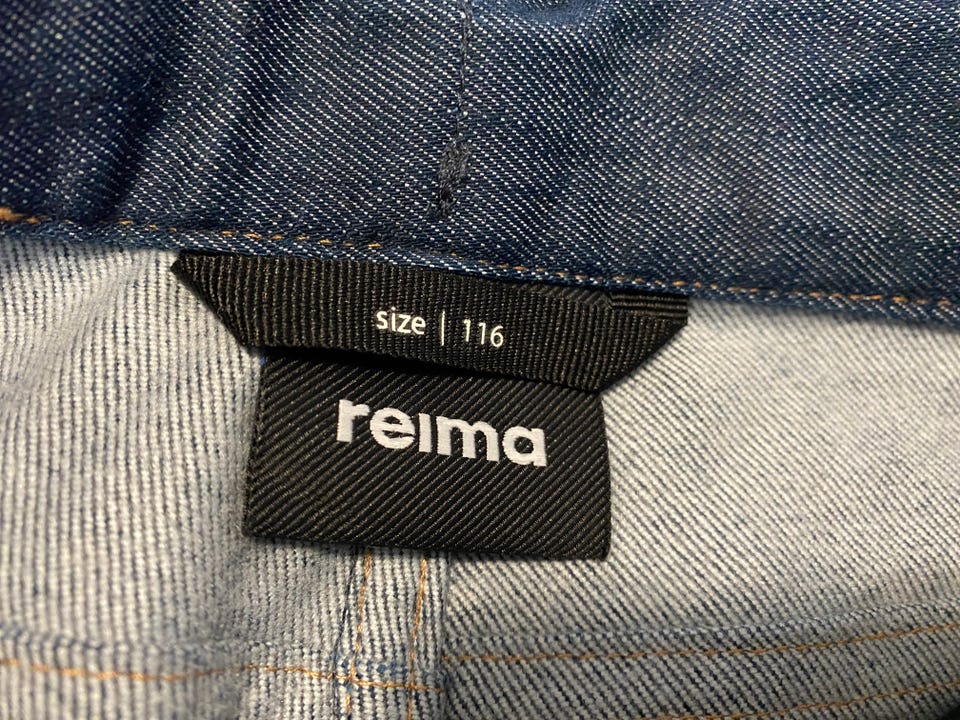 size | 116
reima